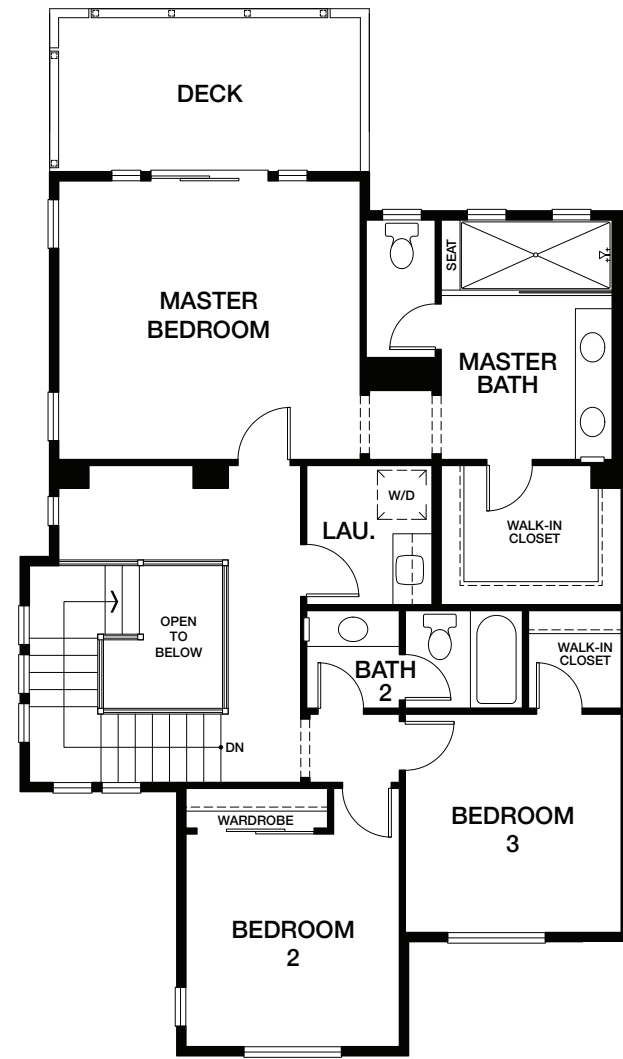 DECK
MASTER
BEDROOM
SEAT
MASTER
BATH
W/D
LAU.
WALK-IN
CLOSET
OPEN
TO
BELOW
BATH
2
WALK-IN
CLOSET
DN
WARDROBE
BEDROOM
3
BEDROOM
2